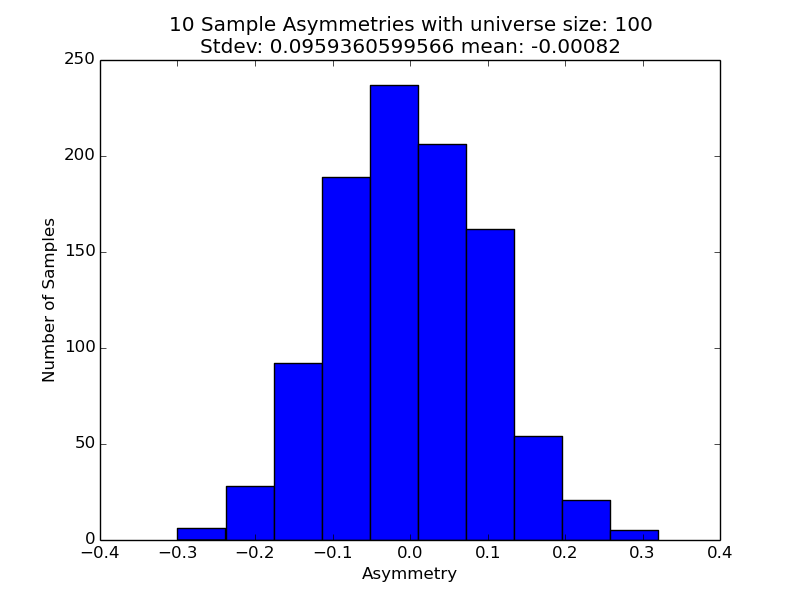 10 Sample Asymmetries with universe size: 100
Stdev: 0.0959360599566 mean: -0.00082
250
200
150
100
50
0
Number of Samples
−0.4 −0.3 −0.2 −0.1 0.0 0.1 0.2 0.3 0.4
Asymmetry